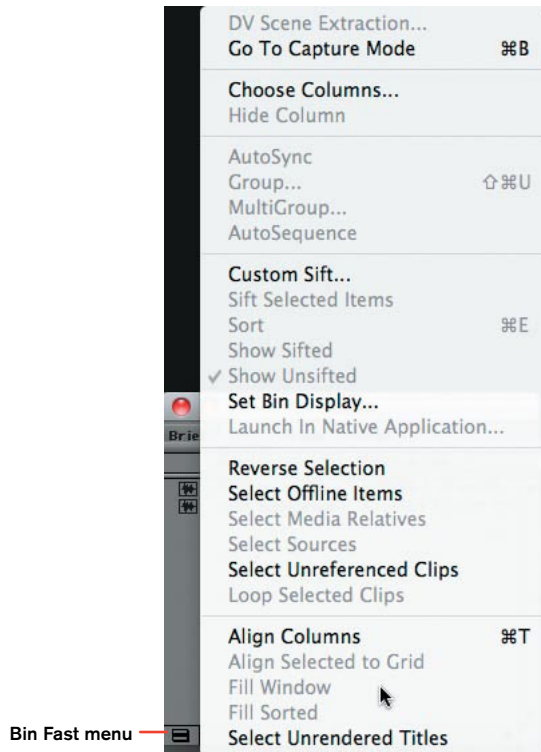 DV Scene Extraction...
Go To Capture Mode ⌘B
Choose Columns...
Hide Column
AutoSync
Group... ⇧⌘U
MultiGroup...
AutoSequence
Custom Sift...
Sift Selected Items
Sort ⌘E
Show Sifted
✓ Show Unsifted
Set Bin Display...
Brie
Launch In Native Application...
Reverse Selection
Select Offline Items
Select Media Relatives
Select Sources
Select Unreferenced Clips
Loop Selected Clips
Align Columns ⌘T
Align Selected to Grid
Fill Window
Fill Sorted
Bin Fast menu
Select Unrendered Titles